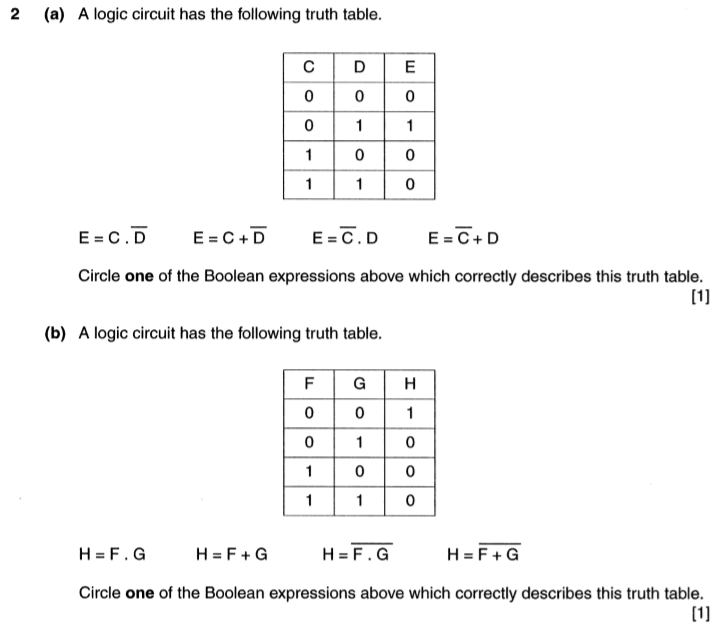 2 (a) A logic circuit has the following truth table.
C D E
0 0 0
0 1 1
1 0 0
1 1 0
E = C . D̅ E = C + D̅ E = C̅ . D E = C̅ + D
Circle one of the Boolean expressions above which correctly describes this truth table.
[1]
(b) A logic circuit has the following truth table.
F G H
0 0 1
0 1 0
1 0 0
1 1 0
H = F . G H = F + G H = F̅ ̅.̅ ̅G̅ H = F̅ ̅+̅ ̅G̅
Circle one of the Boolean expressions above which correctly describes this truth table.
[1]